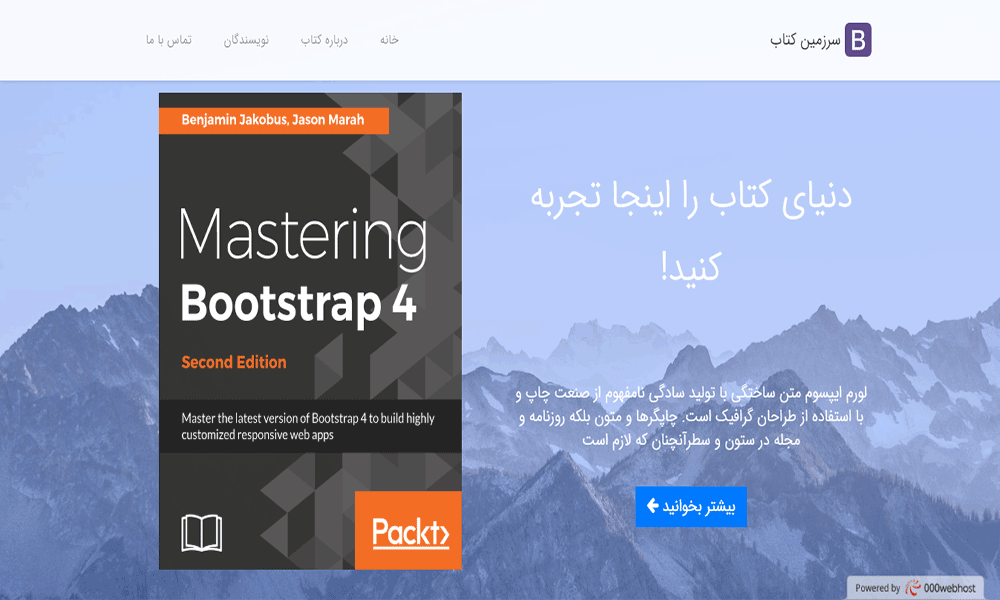 B سرزمین کتاب
خانه
درباره کتاب
نویسندگان
تماس با ما
دنیای کتاب را اینجا تجربه
کنید!
لورم ایپسوم متن ساختگی با تولید سادگی نامفهوم از صنعت چاپ و
با استفاده از طراحان گرافیک است. چاپگرها و متون بلکه روزنامه و
مجله در ستون و سطرآنچنان که لازم است
بیشتر بخوانید
Benjamin Jakobus, Jason Marah
Mastering
Bootstrap 4
Second Edition
Master the latest version of Bootstrap 4 to build highly
customized responsive web apps
Packt>
Powered by 000webhost